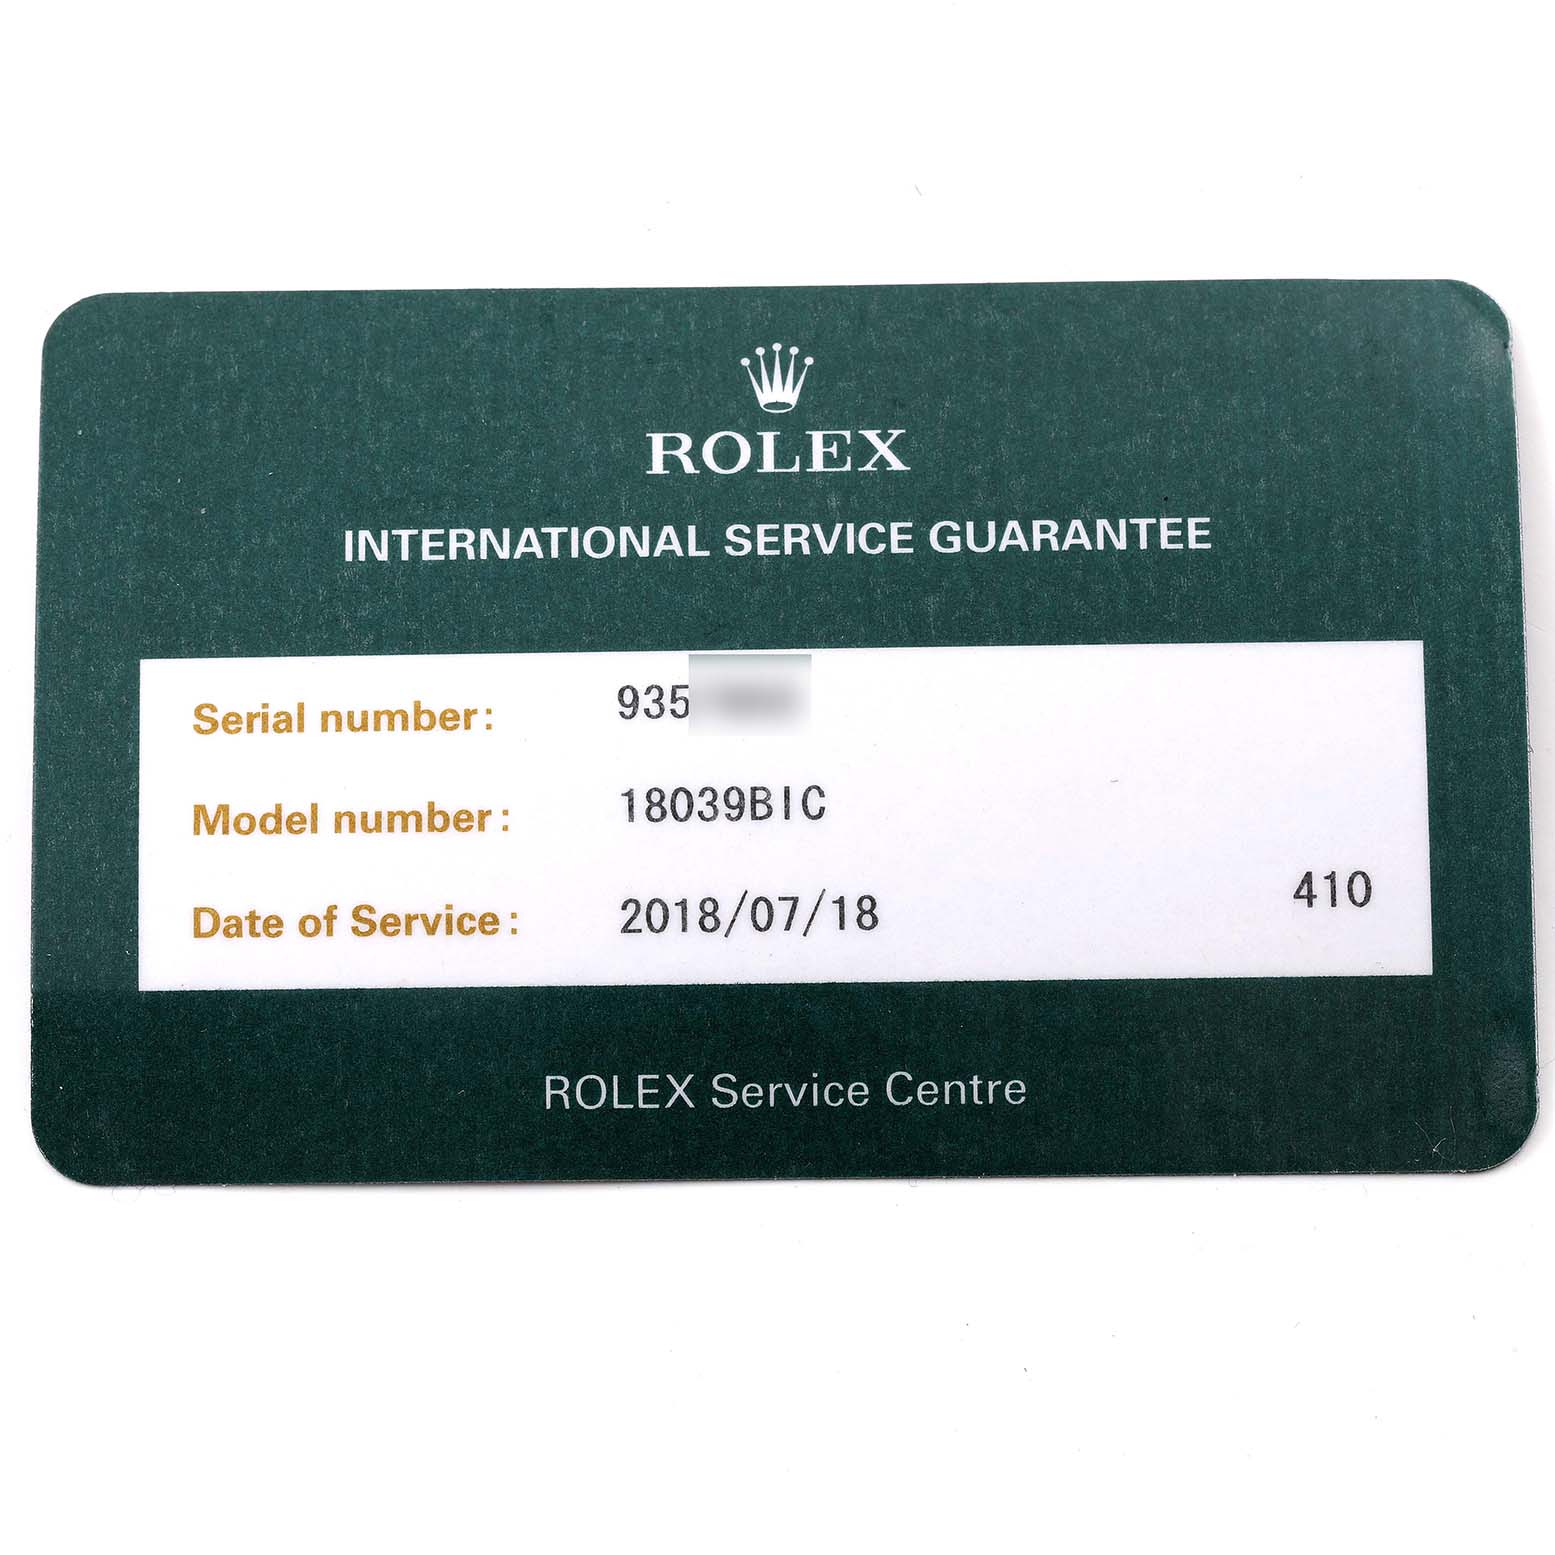 ROLEX
INTERNATIONAL SERVICE GUARANTEE
Serial number: 935
Model number: 18039BIC
Date of Service: 2018/07/18 410
ROLEX Service Centre